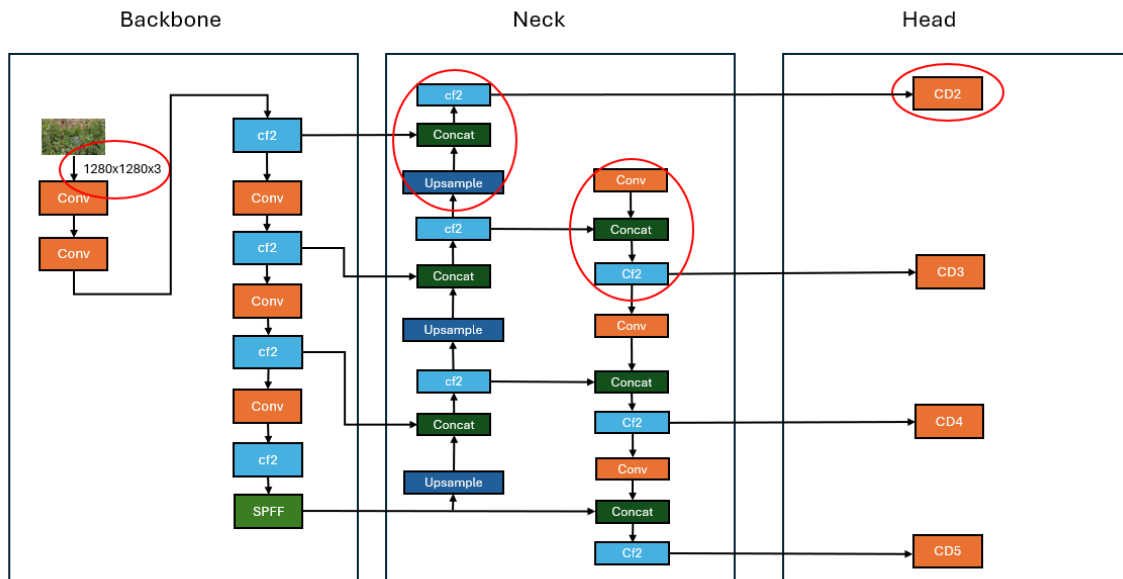 Backbone
Neck
Head
1280x1280x3
Conv
Conv
cf2
Conv
cf2
Conv
cf2
Conv
cf2
SPFF
cf2
Concat
Upsample
cf2
Concat
Upsample
cf2
Concat
Upsample
Conv
Concat
Cf2
Conv
Concat
Cf2
Conv
Concat
Cf2
CD2
CD3
CD4
CD5